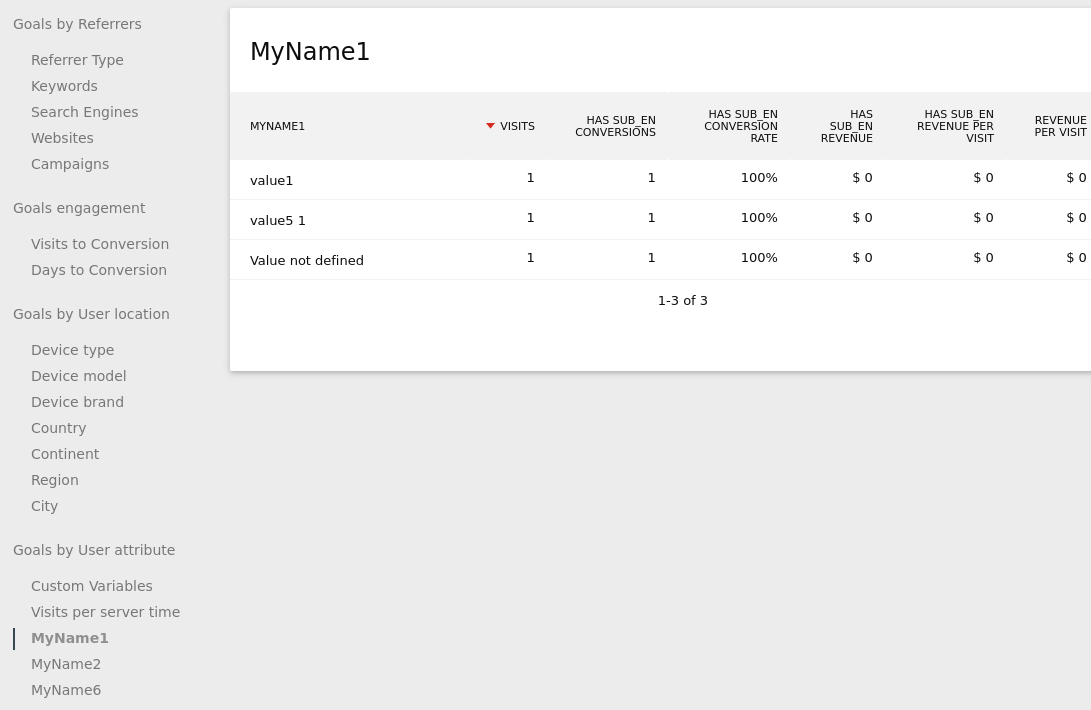 Goals by Referrers
Referrer Type
Keywords
Search Engines
Websites
Campaigns
Goals engagement
Visits to Conversion
Days to Conversion
Goals by User location
Device type
Device model
Device brand
Country
Continent
Region
City
Goals by User attribute
Custom Variables
Visits per server time
MyName1
MyName2
MyName6
MyName1
MYNAME1
VISITS
HAS SUB_EN
CONVERSIONS
HAS SUB_EN
CONVERSION
RATE
HAS
SUB_EN
REVENUE
HAS SUB_EN
REVENUE PER
VISIT
REVENUE
PER VISIT
value1 1 1 100% $ 0 $ 0 $ 0
value5 1 1 1 100% $ 0 $ 0 $ 0
Value not defined 1 1 100% $ 0 $ 0 $ 0
1-3 of 3